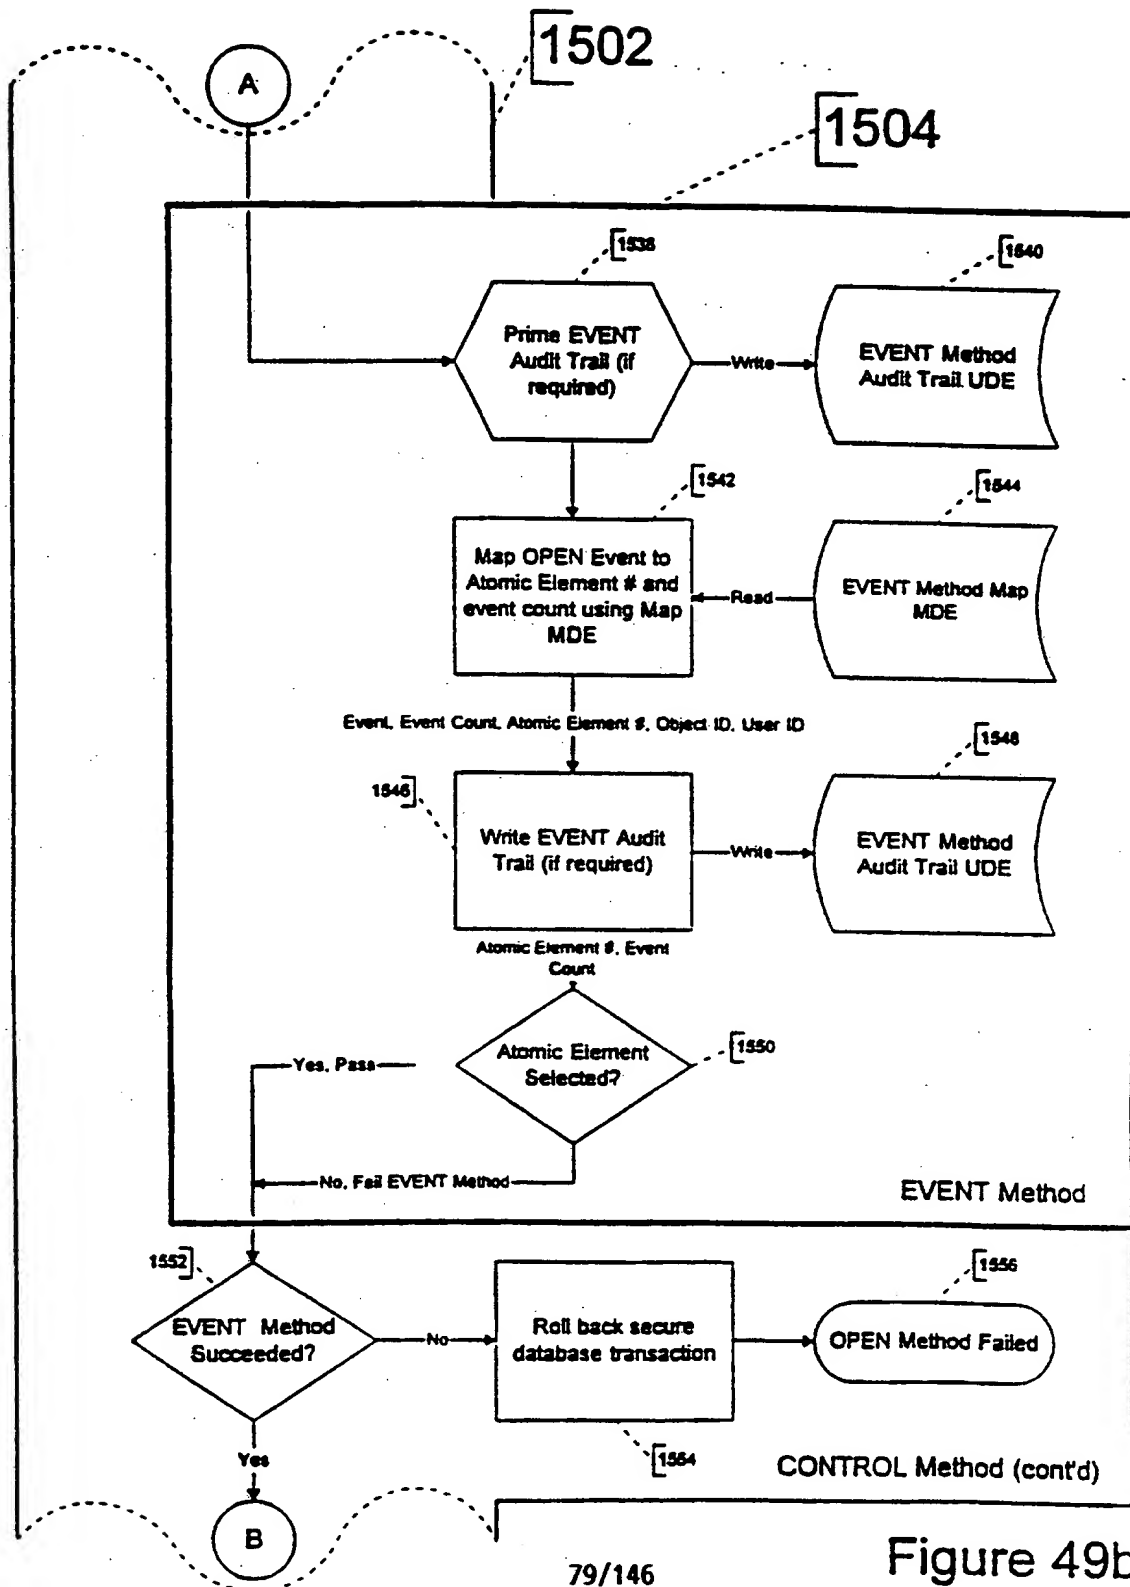 1502
A
1504
1538
1540
Prime EVENT
Audit Trail (if
required)
Write
EVENT Method
Audit Trail UDE
1542
1544
Map OPEN Event to
Atomic Element # and
event count using Map
MDE
Read
EVENT Method Map
MDE
Event, Event Count, Atomic Element #, Object ID, User ID
1546
1548
Write EVENT Audit
Trail (if required)
Write
EVENT Method
Audit Trail UDE
Atomic Element #, Event
Count
1550
Atomic Element
Selected?
Yes, Pass
No, Fail EVENT Method
EVENT Method
1552
1556
EVENT Method
Succeeded?
No
Roll back secure
database transaction
OPEN Method Failed
Yes
1554
CONTROL Method (cont'd)
B
Figure 49b
79/146